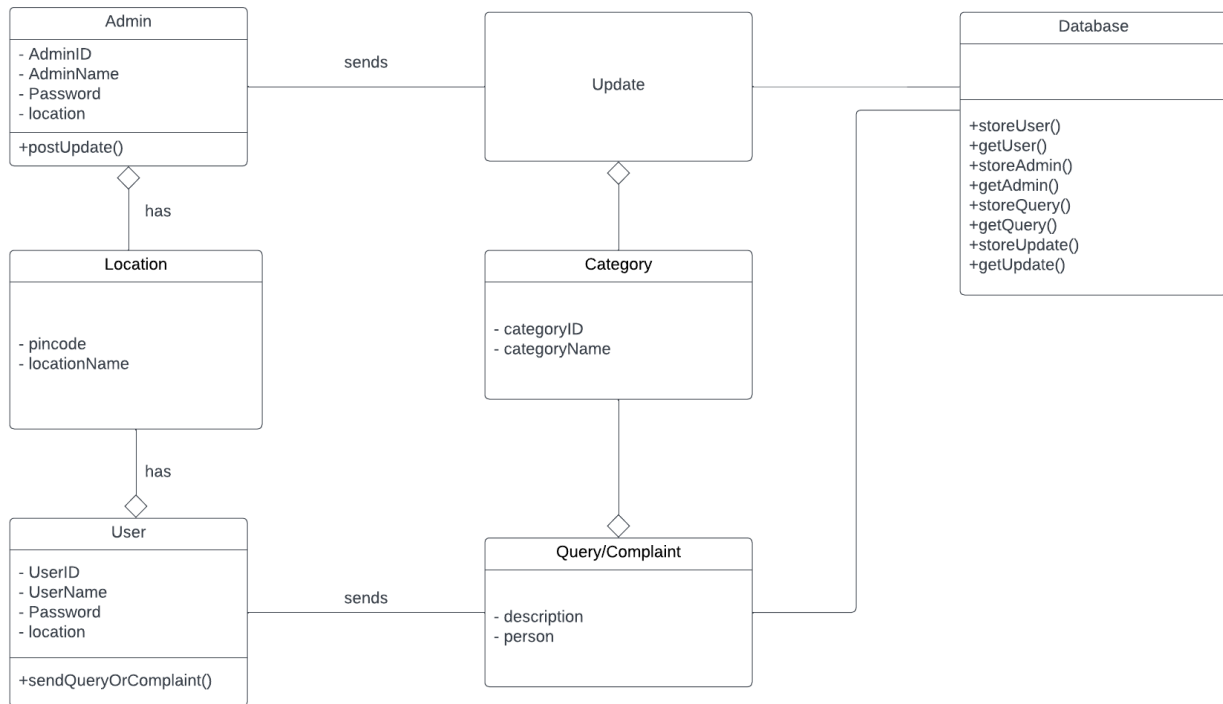 Admin
- AdminID
- AdminName
- Password
- location
+postUpdate()
sends
Update
Database
+storeUser()
+getUser()
+storeAdmin()
+getAdmin()
+storeQuery()
+getQuery()
+storeUpdate()
+getUpdate()
has
Location
- pincode
- locationName
Category
- categoryID
- categoryName
has
User
- UserID
- UserName
- Password
- location
+sendQueryOrComplaint()
sends
Query/Complaint
- description
- person